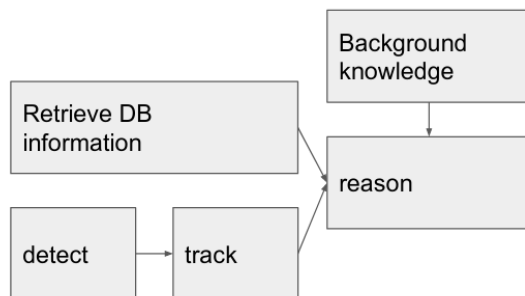 Background
knowledge
Retrieve DB
information
reason
detect
track